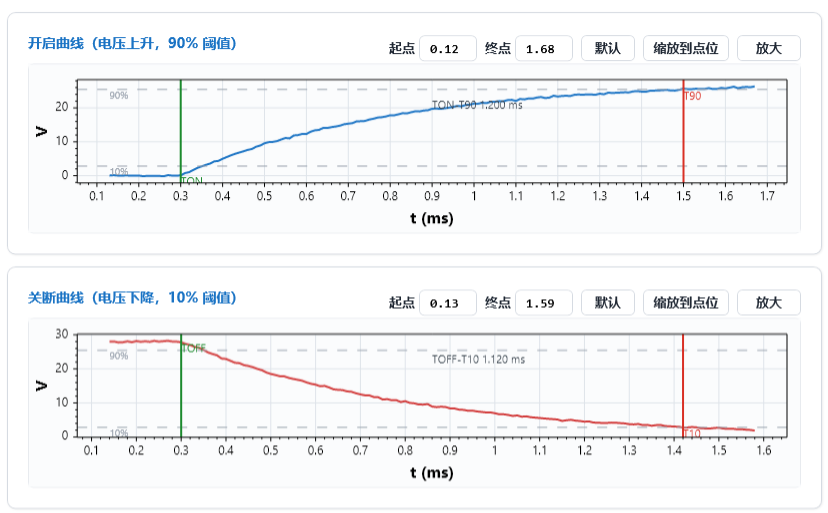 开启曲线（电压上升，90% 阈值)
起点 0.12 终点 1.68 默认 缩放到点位 放大
90%
T90
TON-T90 1.200 ms
20
V
10
10%
0
TON
0.1 0.2 0.3 0.4 0.5 0.6 0.7 0.8 0.9 1 1.1 1.2 1.3 1.4 1.5 1.6 1.7
t (ms)
关断曲线（电压下降，10% 阈值)
起点 0.13 终点 1.59 默认 缩放到点位 放大
30
TOFF
90%
TOFF-T10 1.120 ms
20
V
10
10%
T10
0
0.1 0.2 0.3 0.4 0.5 0.6 0.7 0.8 0.9 1 1.1 1.2 1.3 1.4 1.5 1.6
t (ms)